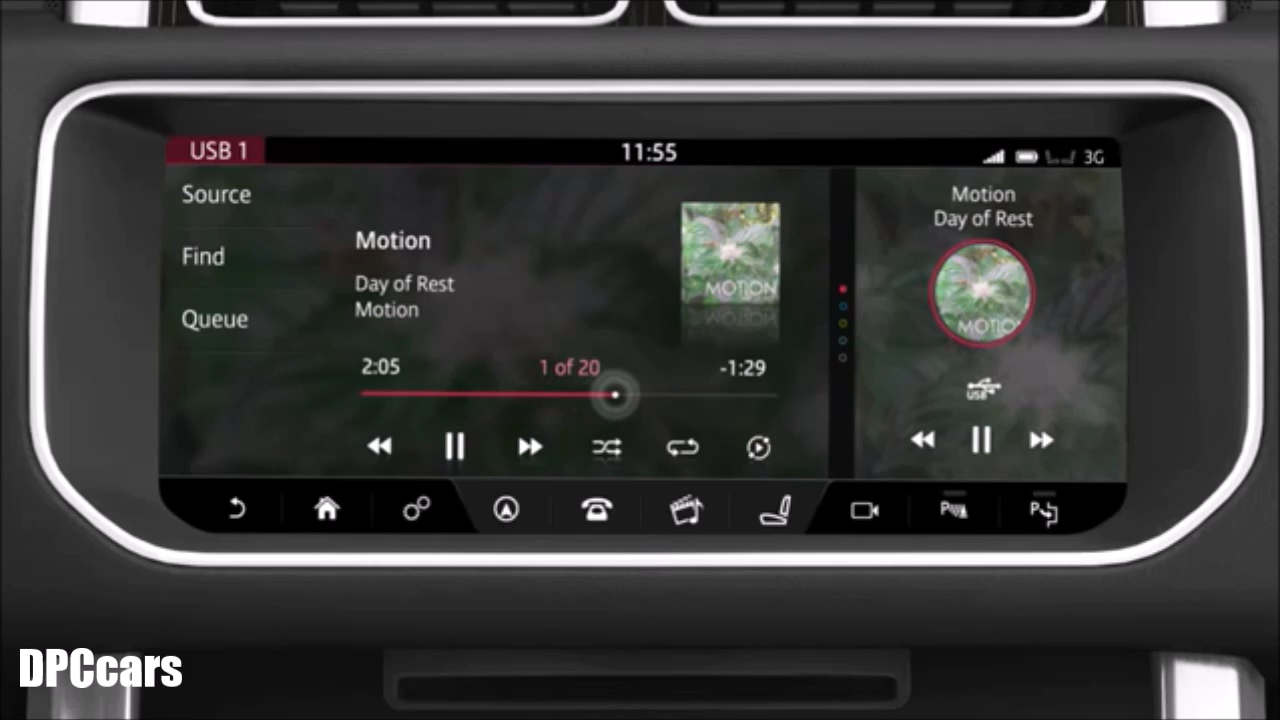 USB 1
11:55
3G
Source
Find
Queue
Motion
Day of Rest
Motion
MOTION
2:05
1 of 20
-1:29
Motion
Day of Rest
MOTIO
USB
P
P
DPCcars